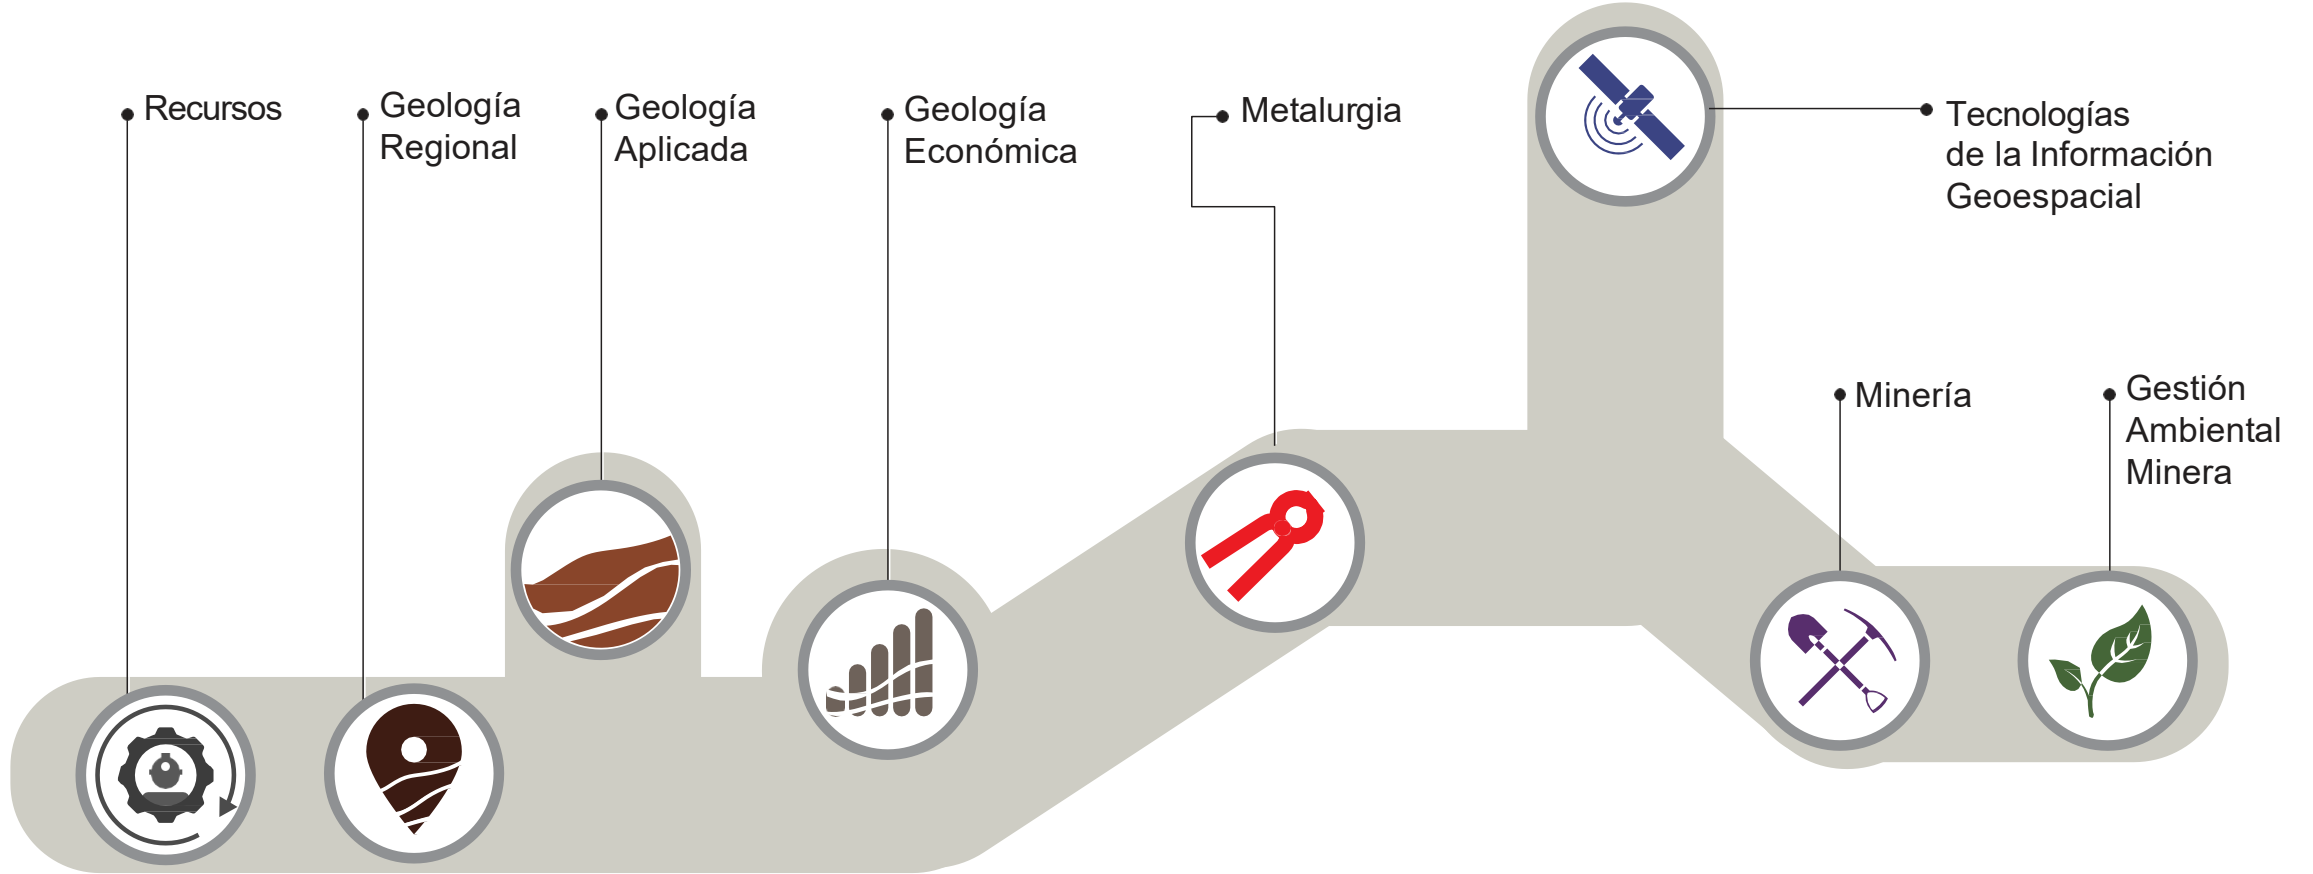 Recursos
Geología
Regional
Geología
Aplicada
Geología
Económica
Metalurgia
Tecnologías
de la Información
Geoespacial
Minería
Gestión
Ambiental
Minera